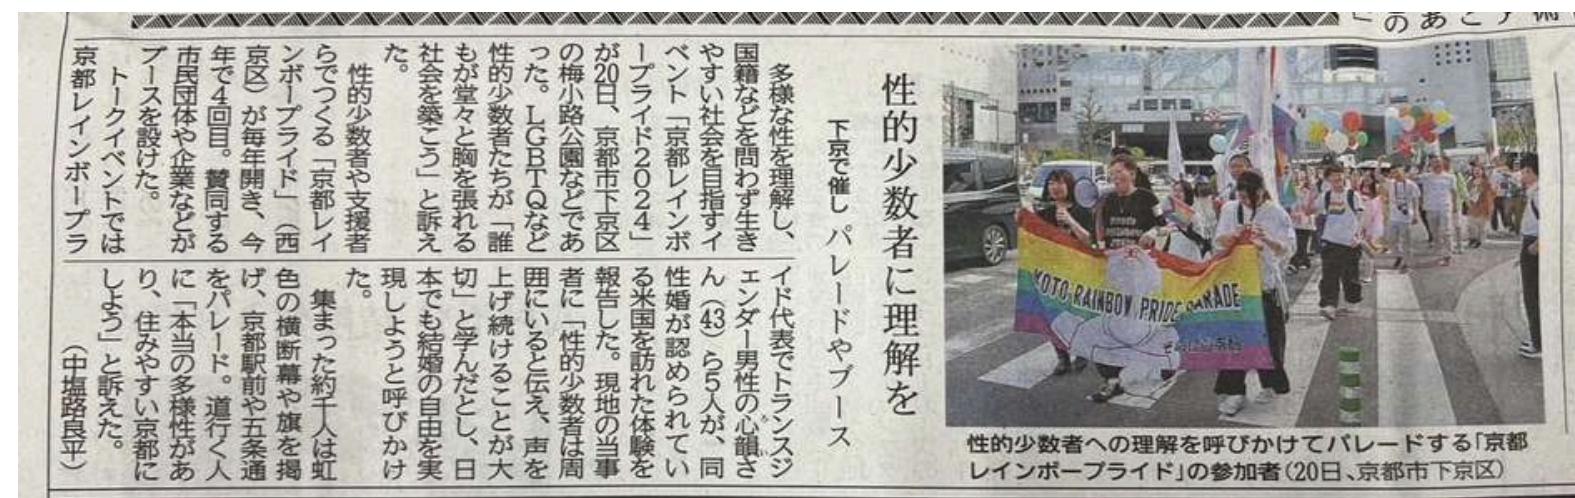 性的少数者に理解を
下京で催し パレードやブース
多様な性を理解し、
国籍などを問わず生き
やすい社会を目指すイ
ベント「京都レインボ
ープライド2024」
が20日、京都市下京区
の梅小路公園などであ
った。LGBTQなど
性的少数者たちが「誰
もが堂々と胸を張れる
社会を築こう」と訴え
た。
性的少数者や支援者
らでつくる「京都レイ
ンボープライド」(西
京区)が毎年開き、今
年で4回目。賛同する
市民団体や企業などが
ブースを設けた。
トークイベントでは
京都レインボープラ
イド代表でトランスジ
ェンダー男性の心韻さ
ん(43)ら5人が、同
性婚が認められてい
る米国を訪れた体験を
報告した。現地の当事
者に「性的少数者は周
囲にいると伝え、声を
上げ続けることが大
切」と学んだとし、日
本でも結婚の自由を実
現しようと呼びかけ
た。
集まった約千人は虹
色の横断幕や旗を掲
げ、京都駅前や五条通
をパレード。道行く人
に「本当の多様性があ
り、住みやすい京都に
しよう」と訴えた。
(中塩路良平)
YOTO RAINBOW PRIDE PARADE
性的少数者への理解を呼びかけてパレードする「京都
レインボープライド」の参加者(20日、京都市下京区)